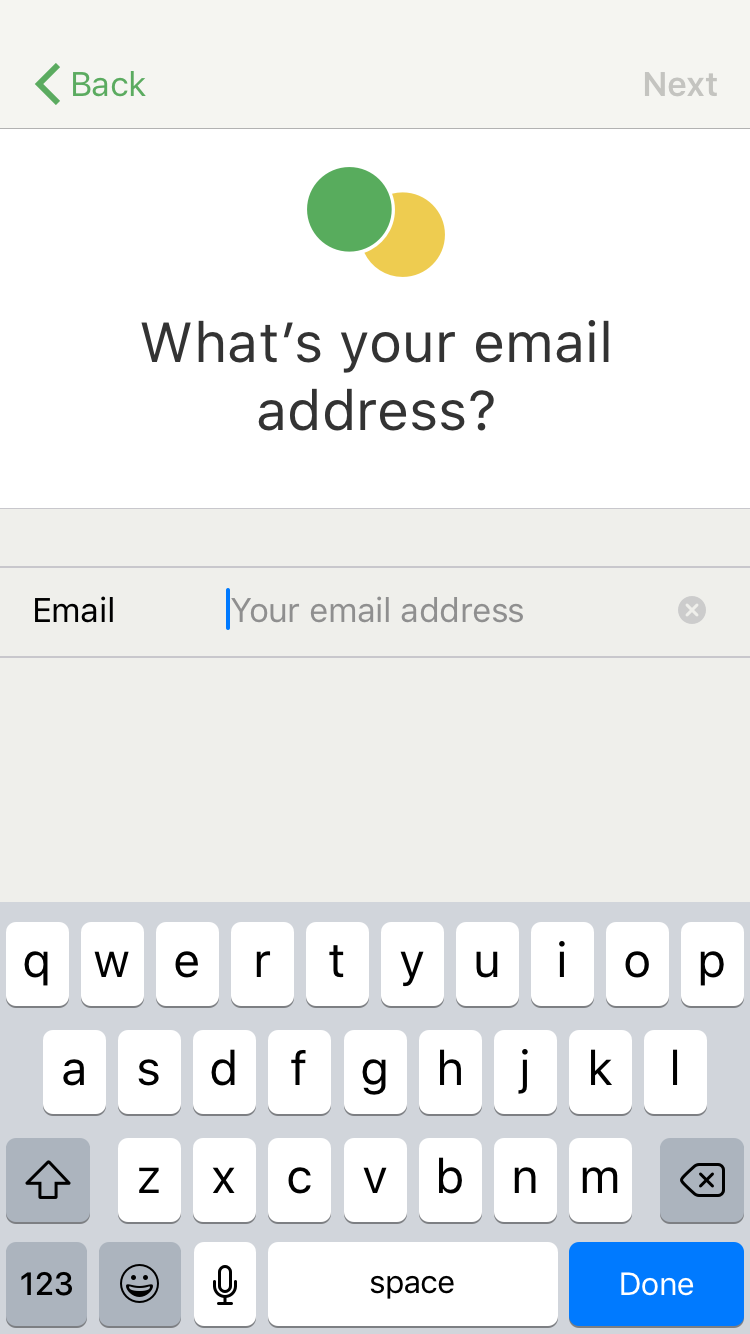 Back Next
What’s your email
address?
Email Your email address
q w e r t y u i o p
a s d f g h j k l
z x c v b n m
123 space Done